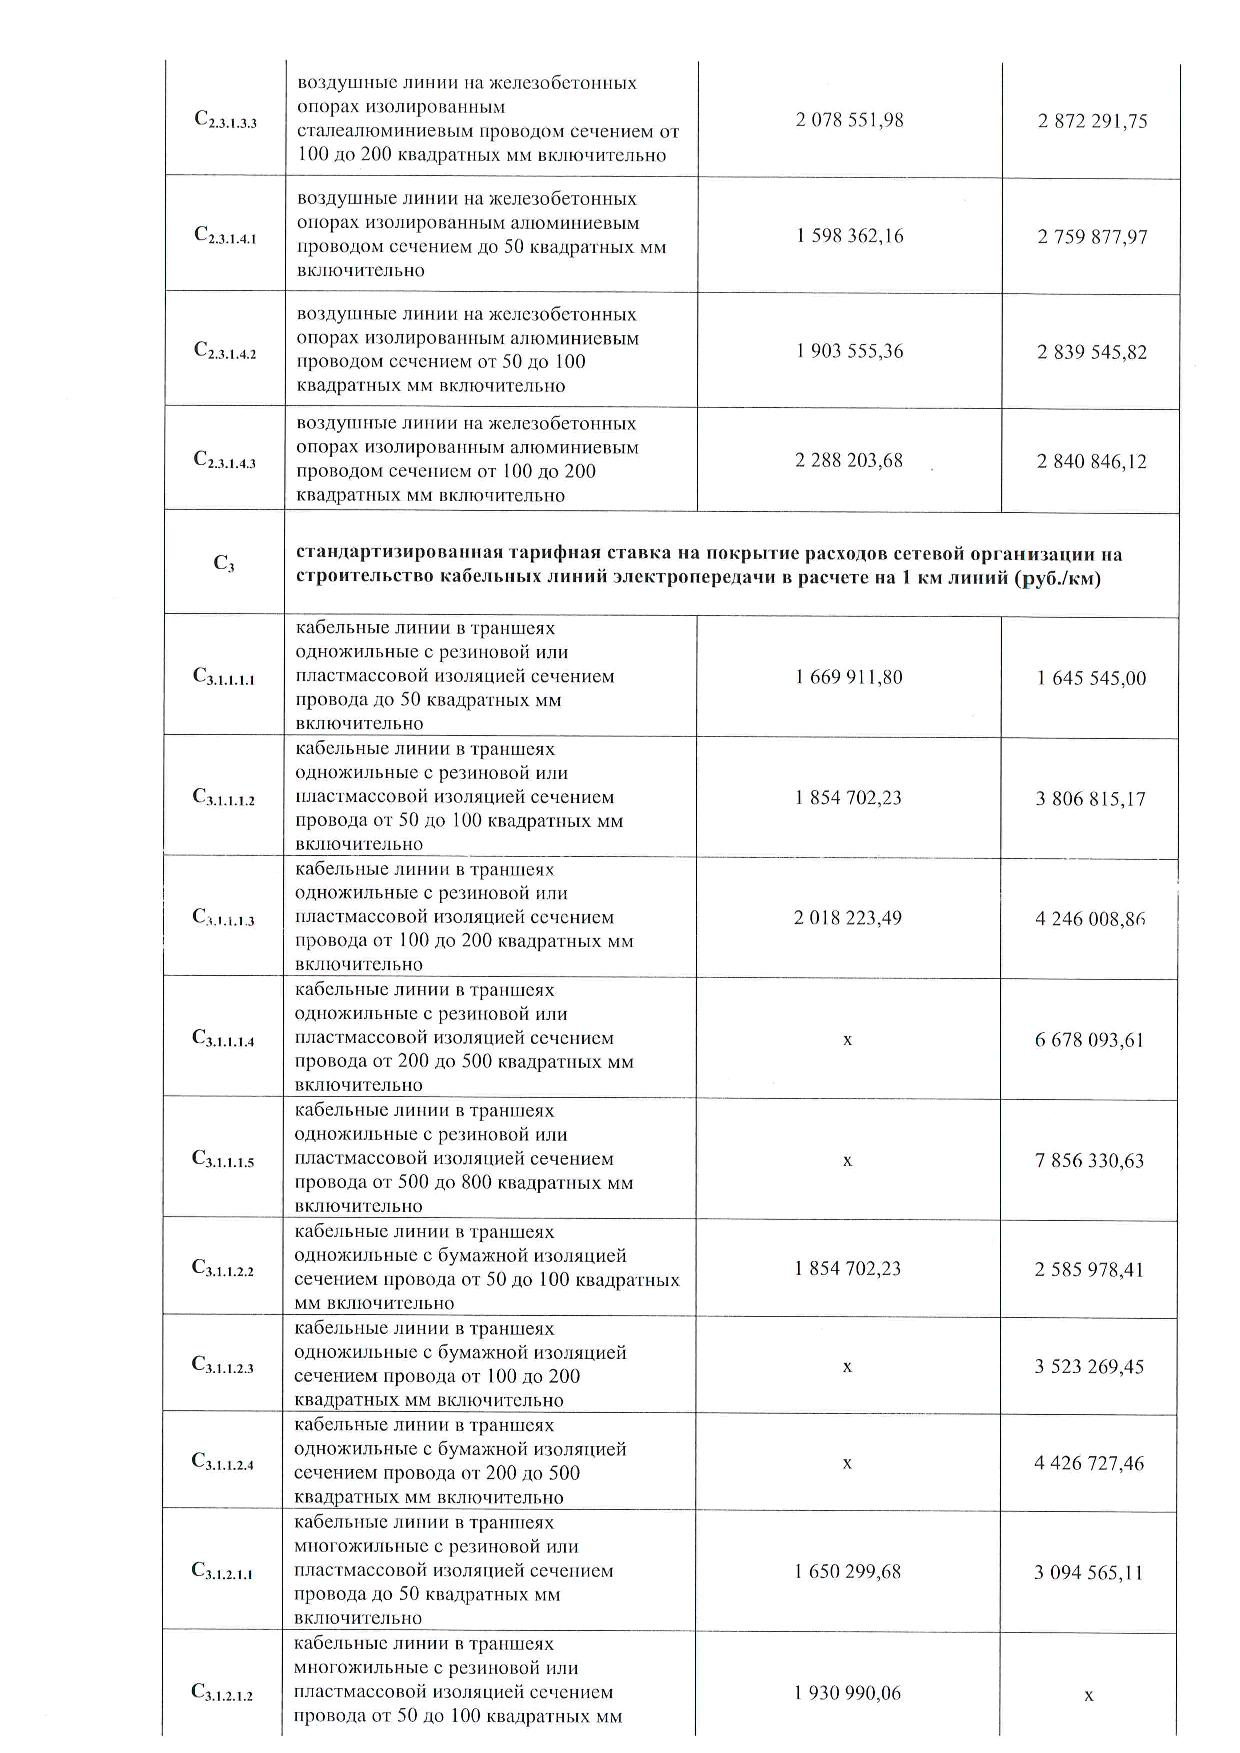 воздушные линии на железобетонных
опорах изолированным
сталеалюминиевым проводом сечением от
100 до 200 квадратных мм включительно
С2.3.1.3.3
2 078 551,98
2 872 291,75
воздушные линии на железобетонных
опорах изолированным алюминиевым
проводом сечением до 50 квадратных мм
включительно
С2.3.1.4.1
1 598 362,16
2 759 877,97
воздушные линии на железобетонных
опорах изолированным алюминиевым
проводом сечением от 50 до 100
квадратных мм включительно
С2.3.1.4.2
1 903 555,36
2 839 545,82
воздушные линии на железобетонных
опорах изолированным алюминиевым
проводом сечением от 100 до 200
квадратных мм включительно
С2.3.1.4.3
2 288 203,68
2 840 846,12
С3
стандартизированная тарифная ставка на покрытие расходов сетевой организации на
строительство кабельных линий электропередачи в расчете на 1 км линий (руб./км)
кабельные линии в траншеях
одножильные с резиновой или
пластмассовой изоляцией сечением
провода до 50 квадратных мм
включительно
С3.1.1.1.1
1 669 911,80
1 645 545,00
кабельные линии в траншеях
одножильные с резиновой или
пластмассовой изоляцией сечением
провода от 50 до 100 квадратных мм
включительно
С3.1.1.1.2
1 854 702,23
3 806 815,17
кабельные линии в траншеях
одножильные с резиновой или
пластмассовой изоляцией сечением
провода от 100 до 200 квадратных мм
включительно
С3.1.1.1.3
2 018 223,49
4 246 008,86
кабельные линии в траншеях
одножильные с резиновой или
пластмассовой изоляцией сечением
провода от 200 до 500 квадратных мм
включительно
С3.1.1.1.4
х
6 678 093,61
кабельные линии в траншеях
одножильные с резиновой или
пластмассовой изоляцией сечением
провода от 500 до 800 квадратных мм
включительно
С3.1.1.1.5
х
7 856 330,63
кабельные линии в траншеях
одножильные с бумажной изоляцией
сечением провода от 50 до 100 квадратных
мм включительно
С3.1.1.2.2
1 854 702,23
2 585 978,41
кабельные линии в траншеях
одножильные с бумажной изоляцией
сечением провода от 100 до 200
квадратных мм включительно
С3.1.1.2.3
х
3 523 269,45
кабельные линии в траншеях
одножильные с бумажной изоляцией
сечением провода от 200 до 500
квадратных мм включительно
С3.1.1.2.4
х
4 426 727,46
кабельные линии в траншеях
многожильные с резиновой или
пластмассовой изоляцией сечением
провода до 50 квадратных мм
включительно
С3.1.2.1.1
1 650 299,68
3 094 565,11
кабельные линии в траншеях
многожильные с резиновой или
пластмассовой изоляцией сечением
провода от 50 до 100 квадратных мм
С3.1.2.1.2
1 930 990,06
х